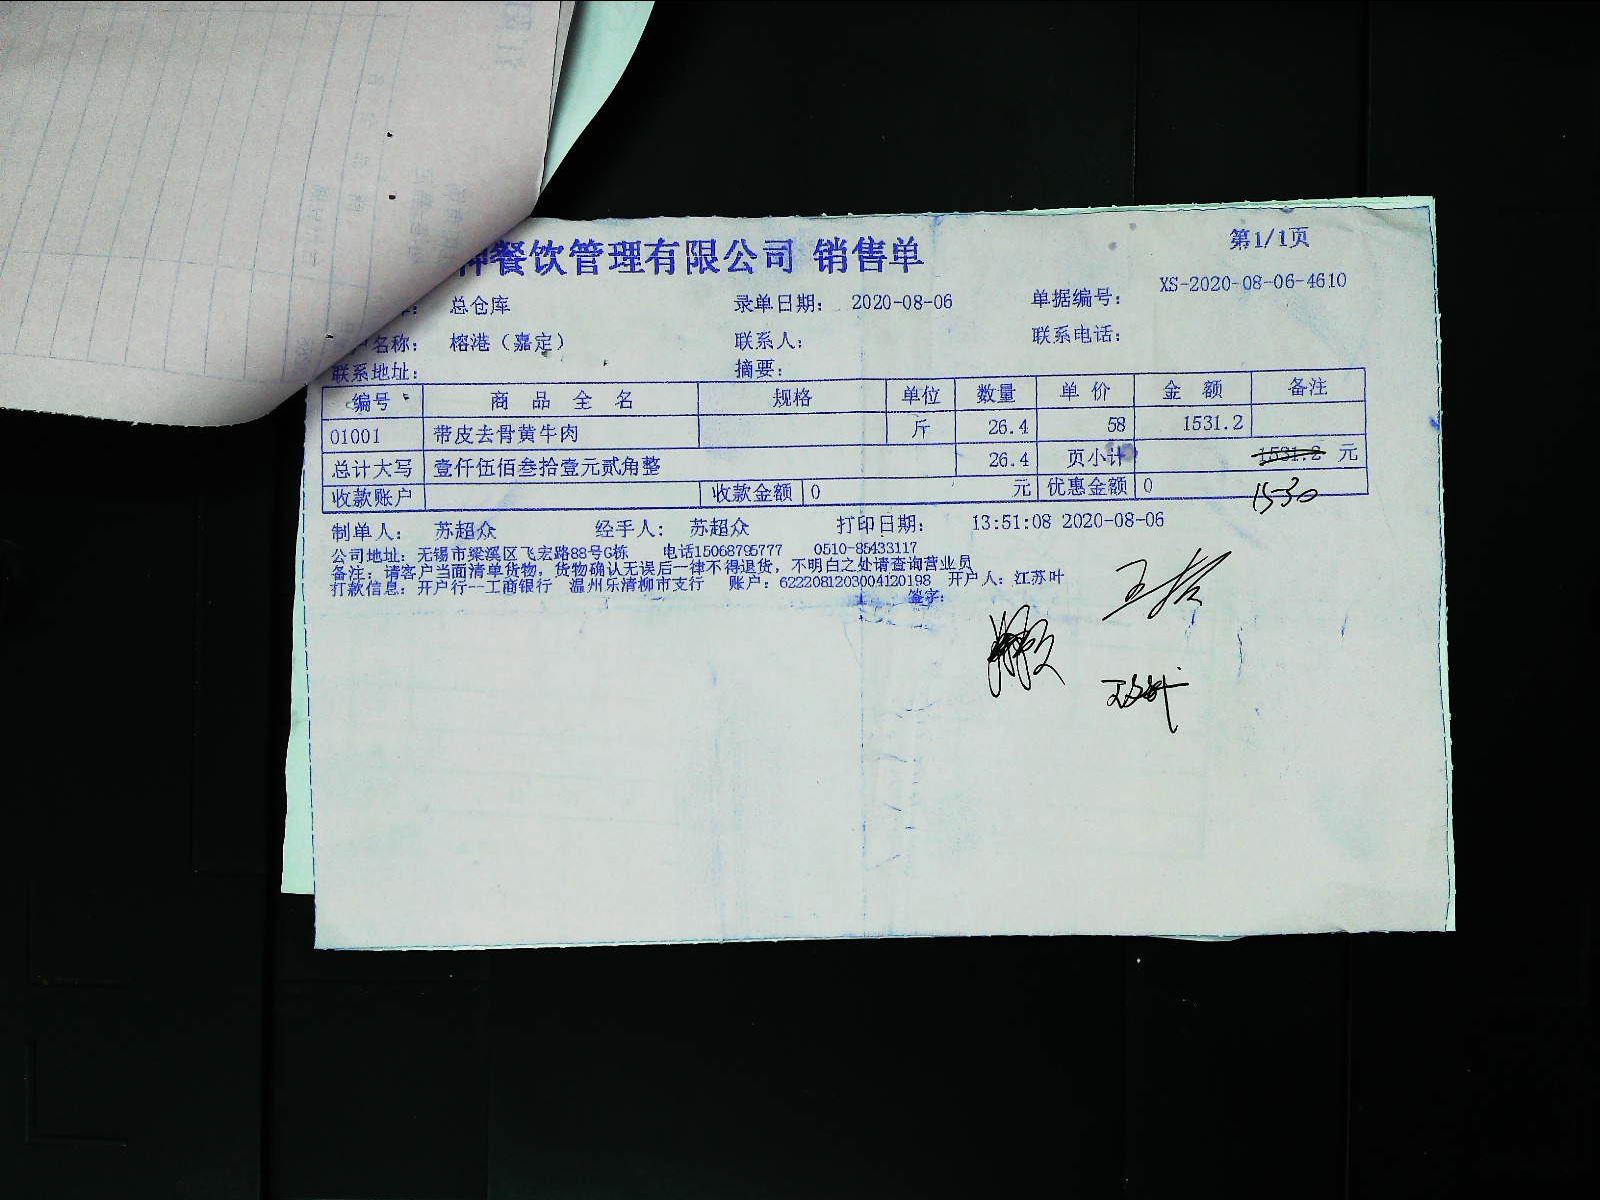 餐饮管理有限公司 销售单
第1/1页
总仓库 录单日期: 2020-08-06 单据编号: XS-2020-08-06-4610
户名称: 榕港（嘉定） 联系人: 联系电话:
联系地址: 摘要:
编号 商品全名 规格 单位 数量 单价 金额 备注
01001 带皮去骨黄牛肉 斤 26.4 58 1531.2
总计大写 壹仟伍佰叁拾壹元贰角整 26.4 页小计 1531.2 元
收款账户 收款金额 0 元 优惠金额 0 1530
制单人: 苏超众 经手人: 苏超众 打印日期: 13:51:08 2020-08-06
公司地址: 无锡市梁溪区飞宏路88号G栋 电话15068795777 0510-85433117
备注: 请客户当面清单货物, 货物确认无误后一律不得退货, 不明白之处请查询营业员
打款信息: 开户行--工商银行 温州乐清柳市支行 账户: 6222081203004120198 开户人: 江苏叶
签字: